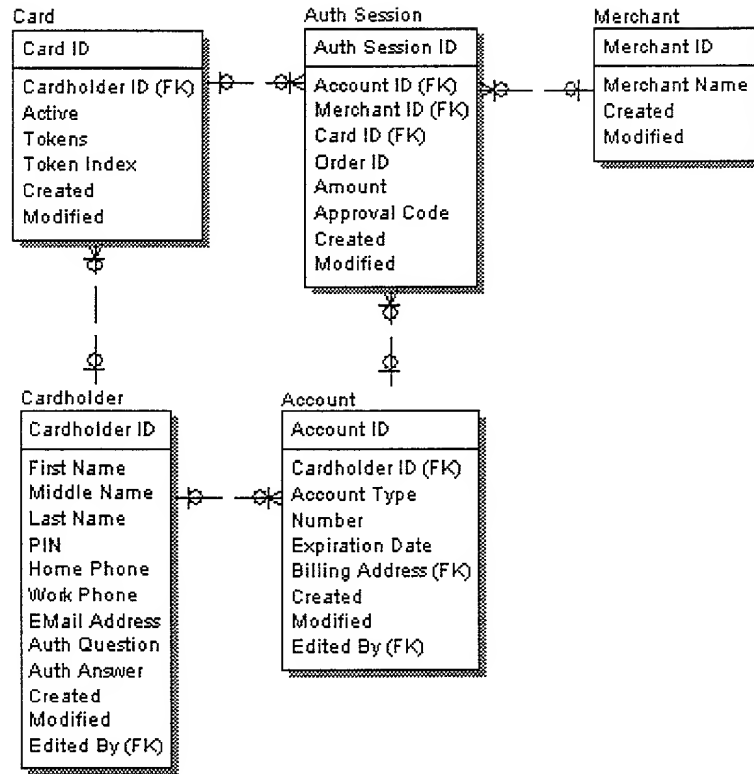 Card
Card ID
Cardholder ID (FK)
Active
Tokens
Token Index
Created
Modified
Auth Session
Auth Session ID
Account ID (FK)
Merchant ID (FK)
Card ID (FK)
Order ID
Amount
Approval Code
Created
Modified
Merchant
Merchant ID
Merchant Name
Created
Modified
Cardholder
Cardholder ID
First Name
Middle Name
Last Name
PIN
Home Phone
Work Phone
EMail Address
Auth Question
Auth Answer
Created
Modified
Edited By (FK)
Account
Account ID
Cardholder ID (FK)
Account Type
Number
Expiration Date
Billing Address (FK)
Created
Modified
Edited By (FK)